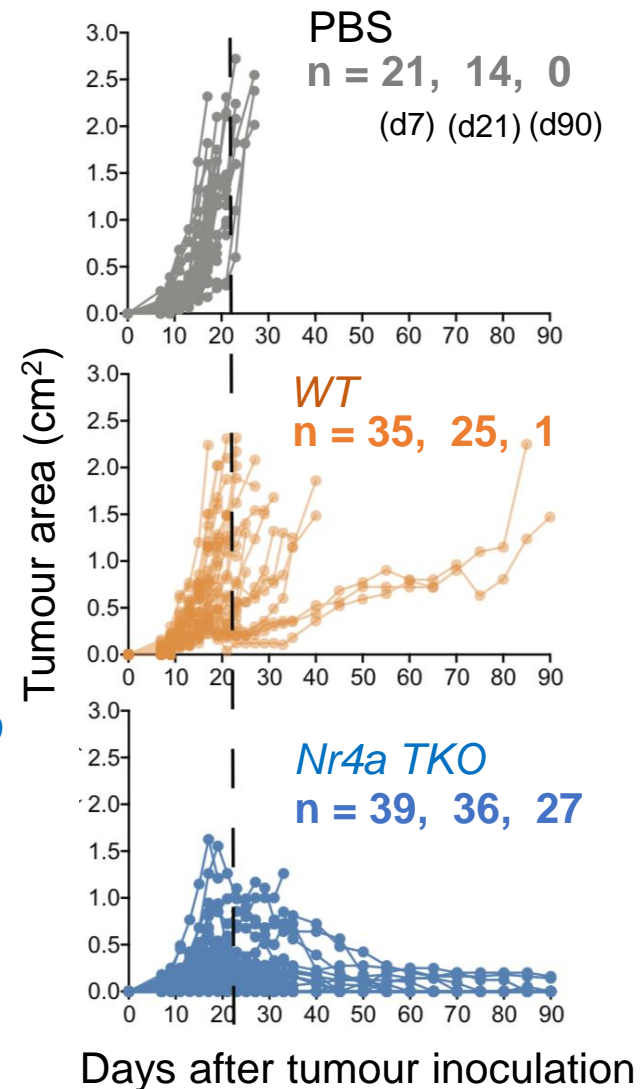 PBS
n = 21, 14, 0
(d7) (d21) (d90)
3.0
2.5
2.0
1.5
1.0
0.5
0.0
0 10 20 30 40 50 60 70 80 90
Tumour area (cm²)
WT
n = 35, 25, 1
3.0
2.5
2.0
1.5
1.0
0.5
0.0
0 10 20 30 40 50 60 70 80 90
)
Nr4a TKO
n = 39, 36, 27
3.0
2.5
2.0
1.5
1.0
0.5
0.0
0 10 20 30 40 50 60 70 80 90
Days after tumour inoculation